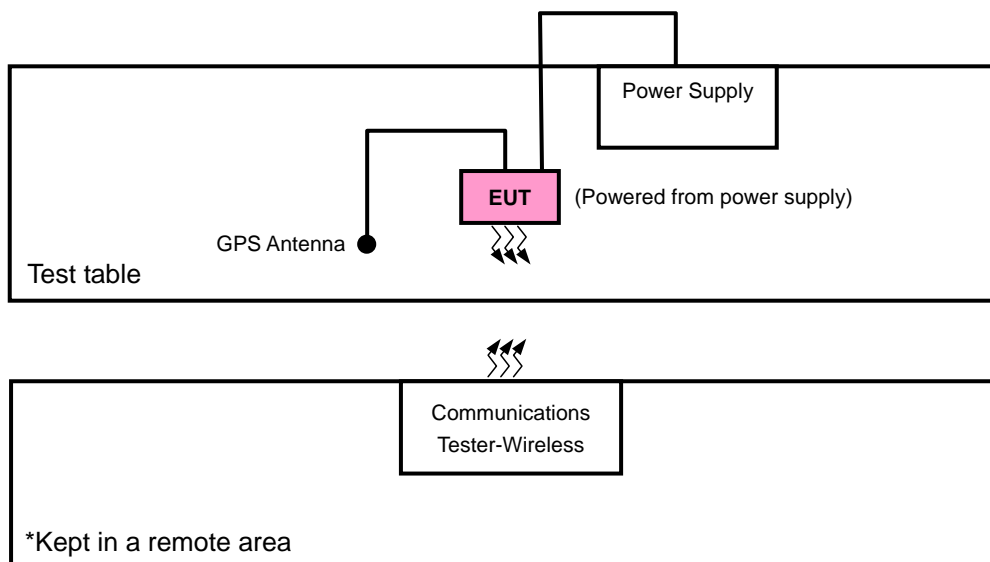 Power Supply
EUT
(Powered from power supply)
GPS Antenna
Test table
Communications
Tester-Wireless
*Kept in a remote area